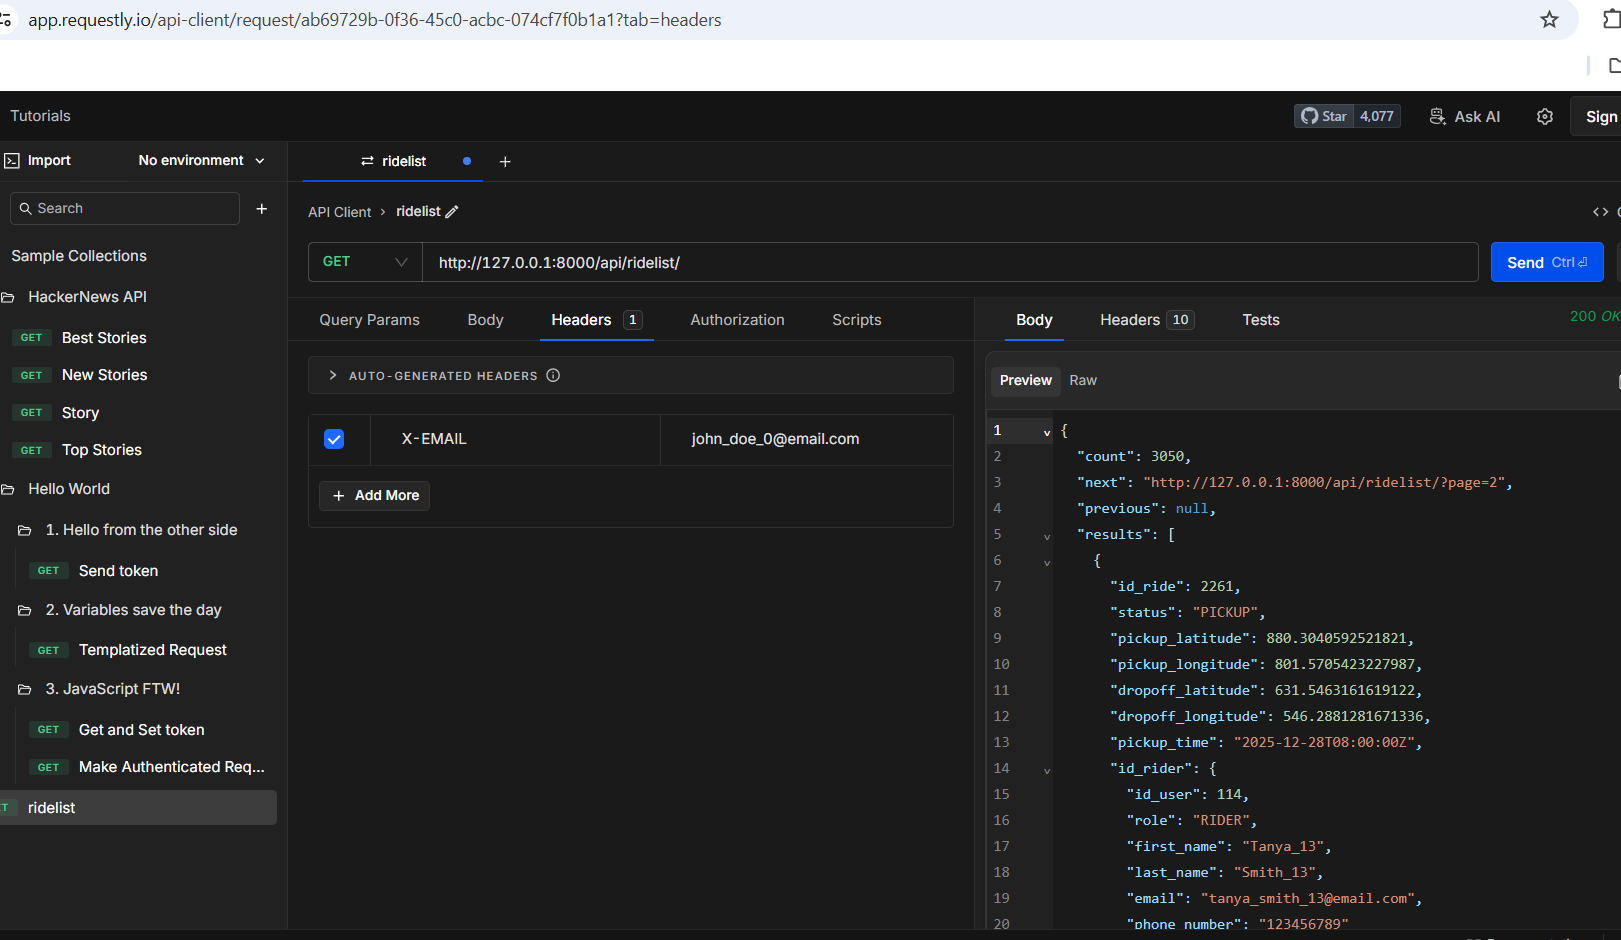 app.requestly.io/api-client/request/ab69729b-0f36-45c0-acbc-074cf7f0b1a1?tab=headers
Tutorials
Star 4,077
Ask AI
Sign
Import
No environment
ridelist
Search
API Client > ridelist
GET
http://127.0.0.1:8000/api/ridelist/
Send Ctrl
Sample Collections
HackerNews API
GET Best Stories
GET New Stories
GET Story
GET Top Stories
Hello World
1. Hello from the other side
GET Send token
2. Variables save the day
GET Templatized Request
3. JavaScript FTW!
GET Get and Set token
GET Make Authenticated Req...
ridelist
Query Params
Body
Headers 1
Authorization
Scripts
AUTO-GENERATED HEADERS
X-EMAIL
john_doe_0@email.com
Add More
Body
Headers 10
Tests
200 OK
Preview
Raw
1 {
2 "count": 3050,
3 "next": "http://127.0.0.1:8000/api/ridelist/?page=2",
4 "previous": null,
5 "results": [
6 {
7 "id_ride": 2261,
8 "status": "PICKUP",
9 "pickup_latitude": 880.3040592521821,
10 "pickup_longitude": 801.5705423227987,
11 "dropoff_latitude": 631.5463161619122,
12 "dropoff_longitude": 546.2881281671336,
13 "pickup_time": "2025-12-28T08:00:00Z",
14 "id_rider": {
15 "id_user": 114,
16 "role": "RIDER",
17 "first_name": "Tanya_13",
18 "last_name": "Smith_13",
19 "email": "tanya_smith_13@email.com",
20 "phone_number": "123456789"